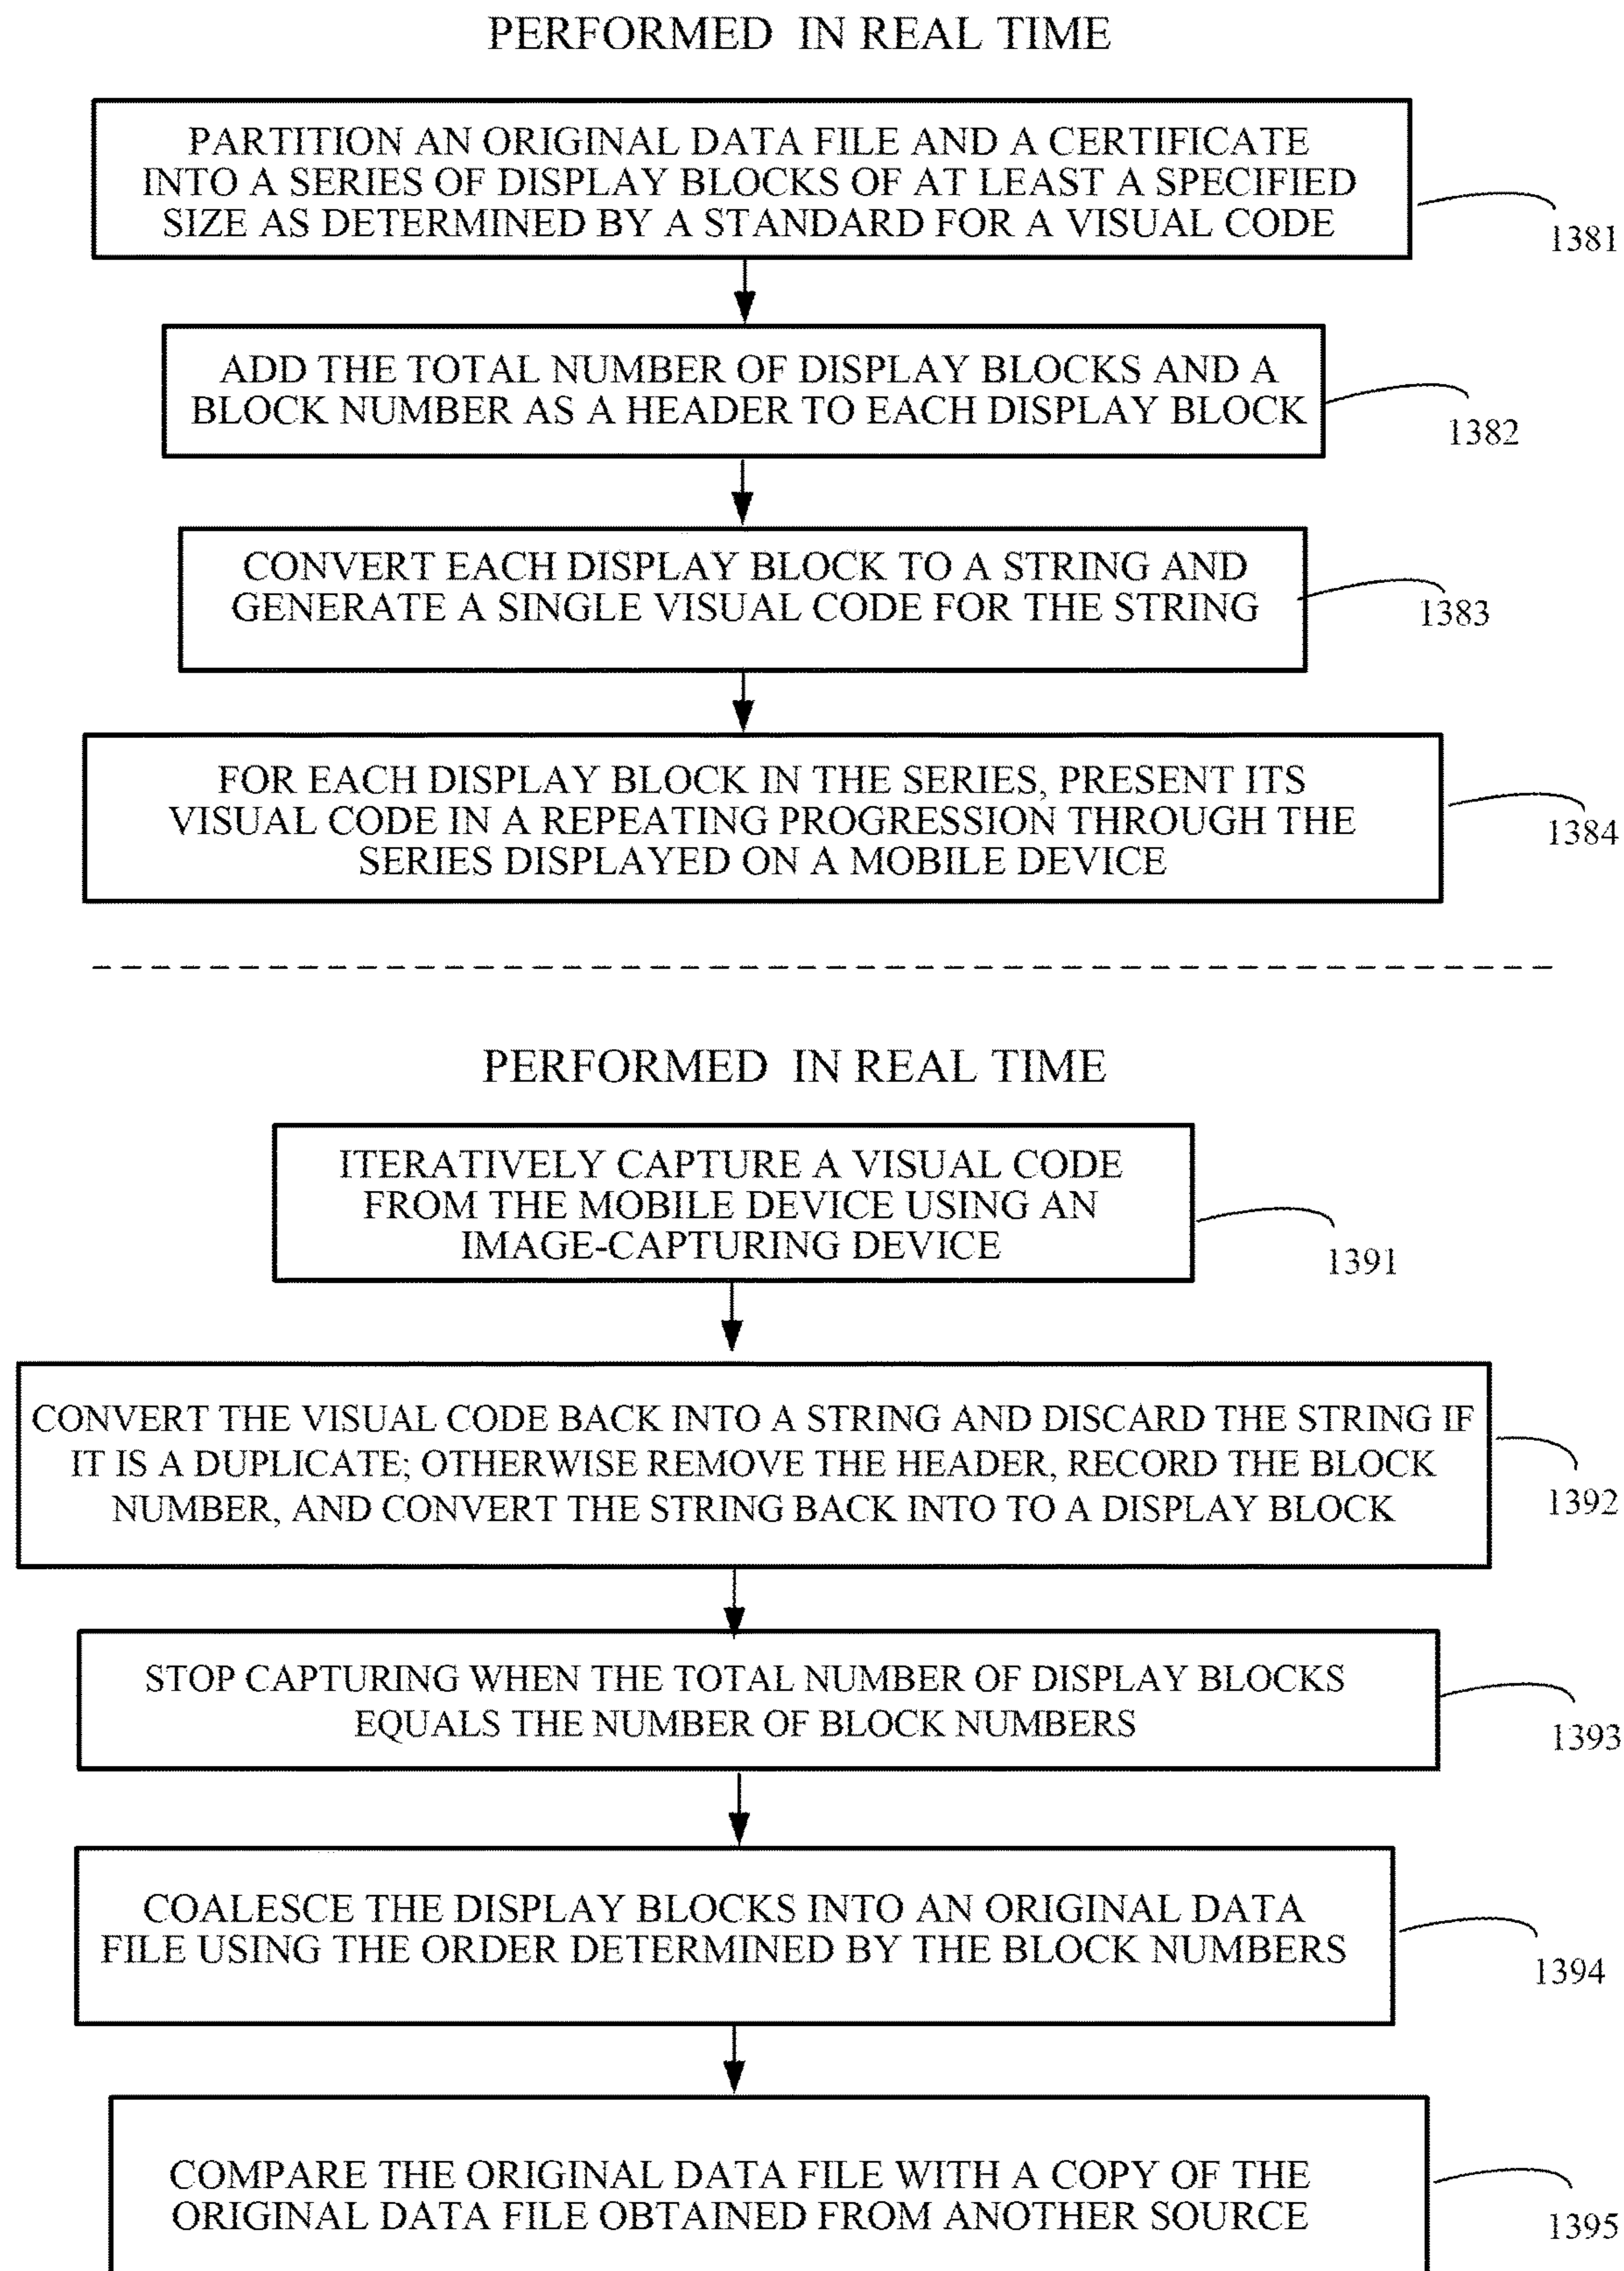 PERFORMED IN REAL TIME
PARTITION AN ORIGINAL DATA FILE AND A CERTIFICATE
INTO A SERIES OF DISPLAY BLOCKS OF AT LEAST A SPECIFIED
SIZE AS DETERMINED BY A STANDARD FOR A VISUAL CODE
1381
ADD THE TOTAL NUMBER OF DISPLAY BLOCKS AND A
BLOCK NUMBER AS A HEADER TO EACH DISPLAY BLOCK
1382
CONVERT EACH DISPLAY BLOCK TO A STRING AND
GENERATE A SINGLE VISUAL CODE FOR THE STRING
1383
FOR EACH DISPLAY BLOCK IN THE SERIES, PRESENT ITS
VISUAL CODE IN A REPEATING PROGRESSION THROUGH THE
SERIES DISPLAYED ON A MOBILE DEVICE
1384
PERFORMED IN REAL TIME
ITERATIVELY CAPTURE A VISUAL CODE
FROM THE MOBILE DEVICE USING AN
IMAGE-CAPTURING DEVICE
1391
CONVERT THE VISUAL CODE BACK INTO A STRING AND DISCARD THE STRING IF
IT IS A DUPLICATE; OTHERWISE REMOVE THE HEADER, RECORD THE BLOCK
NUMBER, AND CONVERT THE STRING BACK INTO TO A DISPLAY BLOCK
1392
STOP CAPTURING WHEN THE TOTAL NUMBER OF DISPLAY BLOCKS
EQUALS THE NUMBER OF BLOCK NUMBERS
1393
COALESCE THE DISPLAY BLOCKS INTO AN ORIGINAL DATA
FILE USING THE ORDER DETERMINED BY THE BLOCK NUMBERS
1394
COMPARE THE ORIGINAL DATA FILE WITH A COPY OF THE
ORIGINAL DATA FILE OBTAINED FROM ANOTHER SOURCE
1395